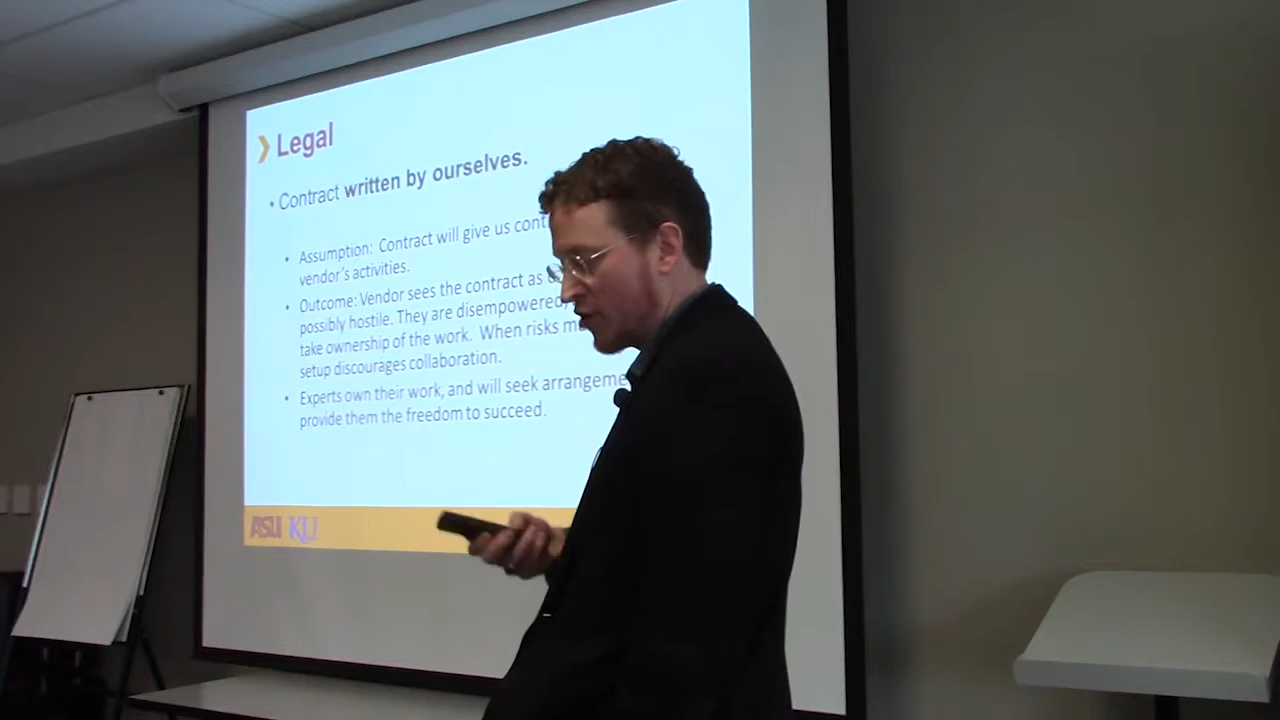 Legal
• Contract written by ourselves.
• Assumption: Contract will give us
vendor's activities.
• Outcome: Vendor sees the contract as
possibly hostile. They are disempowered,
take ownership of the work. When risks
setup discourages collaboration.
• Experts own their work, and will seek
provide them the freedom to succeed.
ASU KU